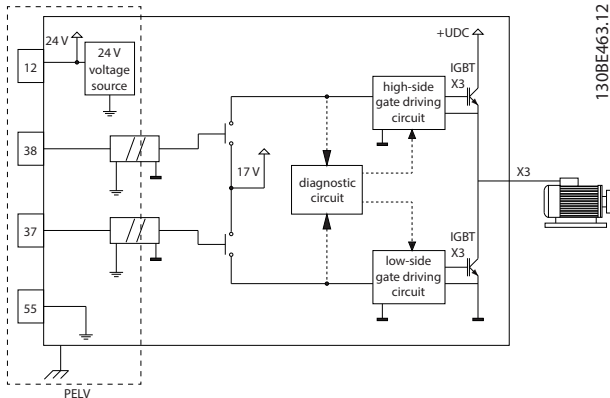 130BE463.12
24 V
12
24 V
voltage
source
+UDC
IGBT
X3
high-side
gate driving
circuit
38
17 V
diagnostic
circuit
X3
37
IGBT
X3
low-side
gate driving
circuit
55
PELV